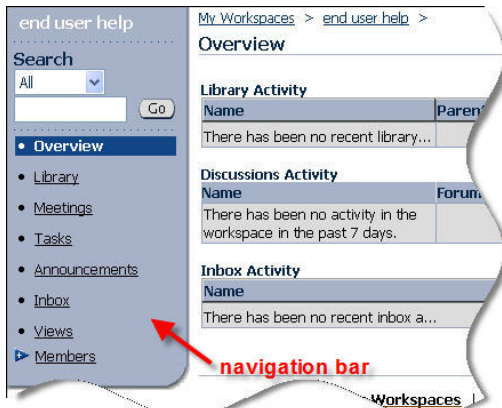 end user help
Search
All
Go
Overview
Library
Meetings
Tasks
Announcements
Inbox
Views
Members
My Workspaces > end user help >
Overview
Library Activity
Name
There has been no recent library...
Discussions Activity
Name Forum
There has been no activity in the
workspace in the past 7 days.
Inbox Activity
Name
There has been no recent inbox a...
navigation bar
Workspaces |